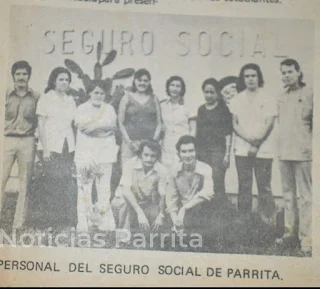 SEGURO SOCIAL
Noticias Parrita
PERSONAL DEL SEGURO SOCIAL DE PARRITA.